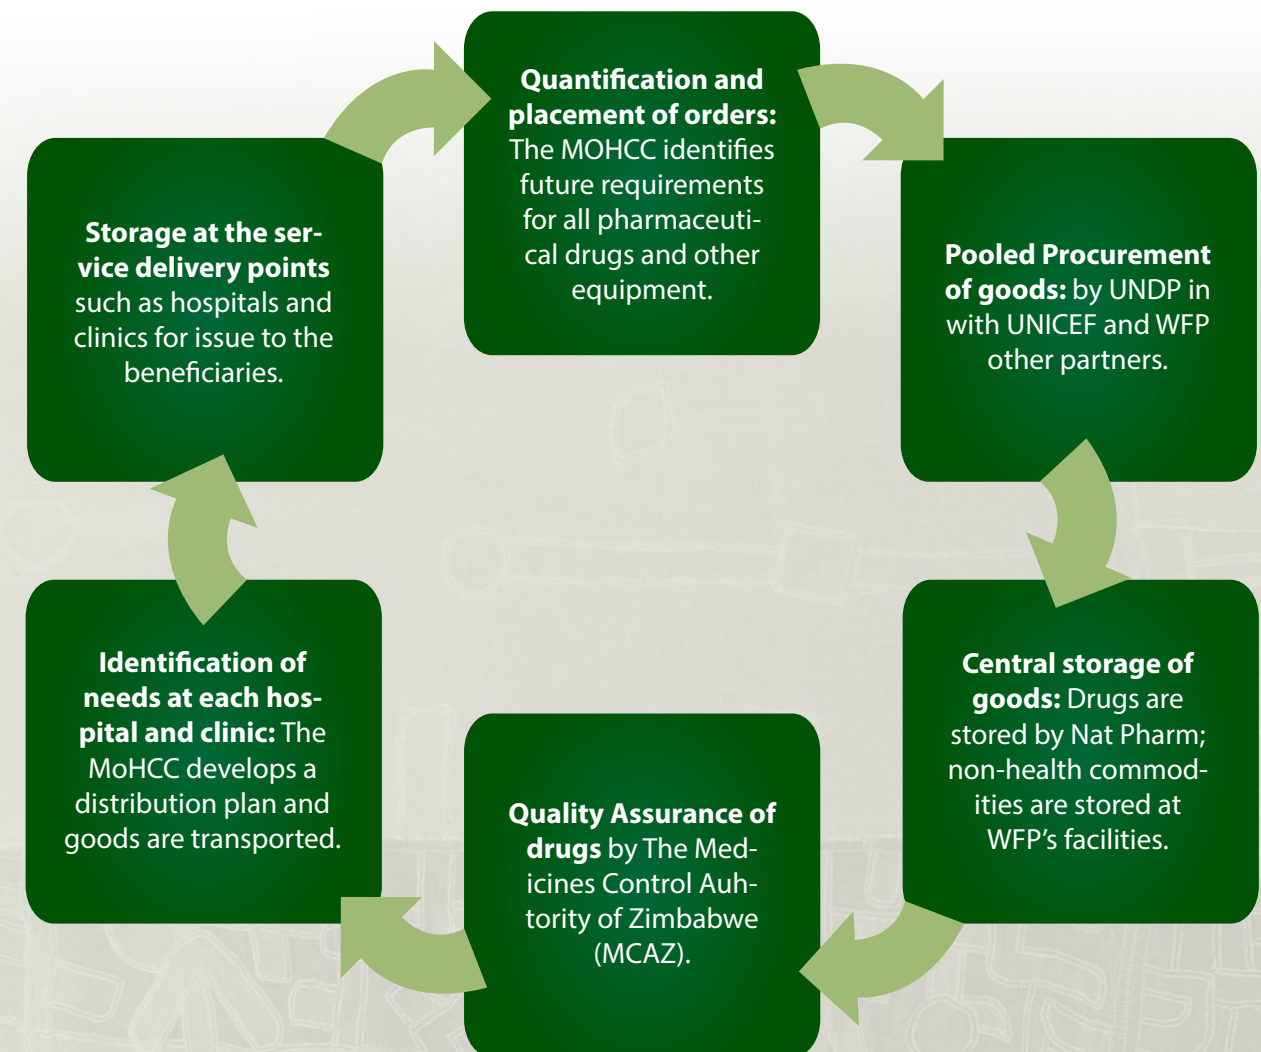 Quantification and
placement of orders:
The MOHCC identifies
future requirements
for all pharmaceuti-
cal drugs and other
equipment.
Pooled Procurement
of goods: by UNDP in
with UNICEF and WFP
other partners.
Central storage of
goods: Drugs are
stored by Nat Pharm;
non-health commod-
ities are stored at
WFP's facilities.
Quality Assurance of
drugs by The Med-
icines Control Auh-
tority of Zimbabwe
(MCAZ).
Identification of
needs at each hos-
pital and clinic: The
MoHCC develops a
distribution plan and
goods are transported.
Storage at the ser-
vice delivery points
such as hospitals and
clinics for issue to the
beneficiaries.